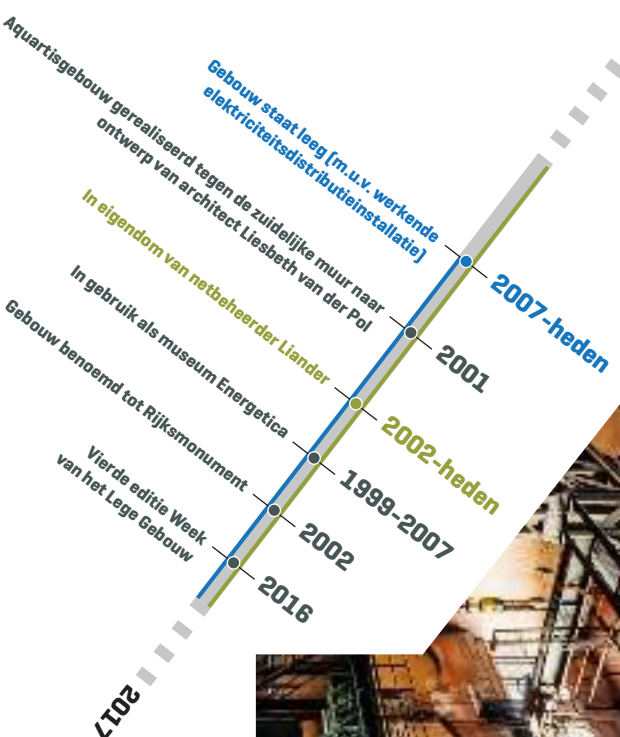 Gebouw staat leeg [m.u.v. werkende
elektriciteitsdistributieinstallatie]
2007-heden
Aquartisgebouw gerealiseerd tegen de zuidelijke muur naar
ontwerp van architect Liesbeth van der Pol
2001
In eigendom van netbeheerder Liander
2002-heden
In gebruik als museum Energetica
1999-2007
Gebouw benoemd tot Rijksmonument
2002
Vierde editie Week
van het Lege Gebouw
2016
2017